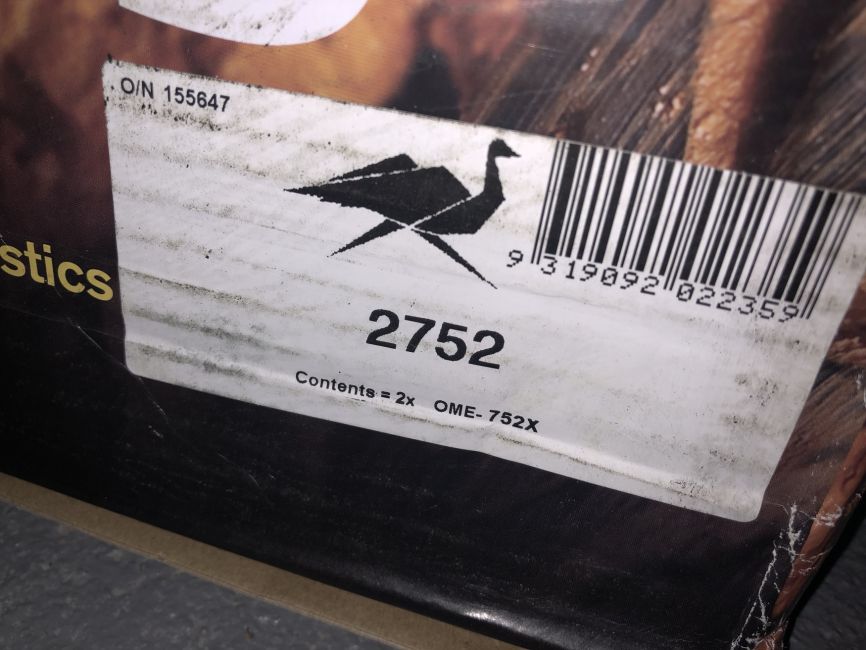 O/N 155647
9 319092 022359
stics
2752
Contents = 2x OME- 752X